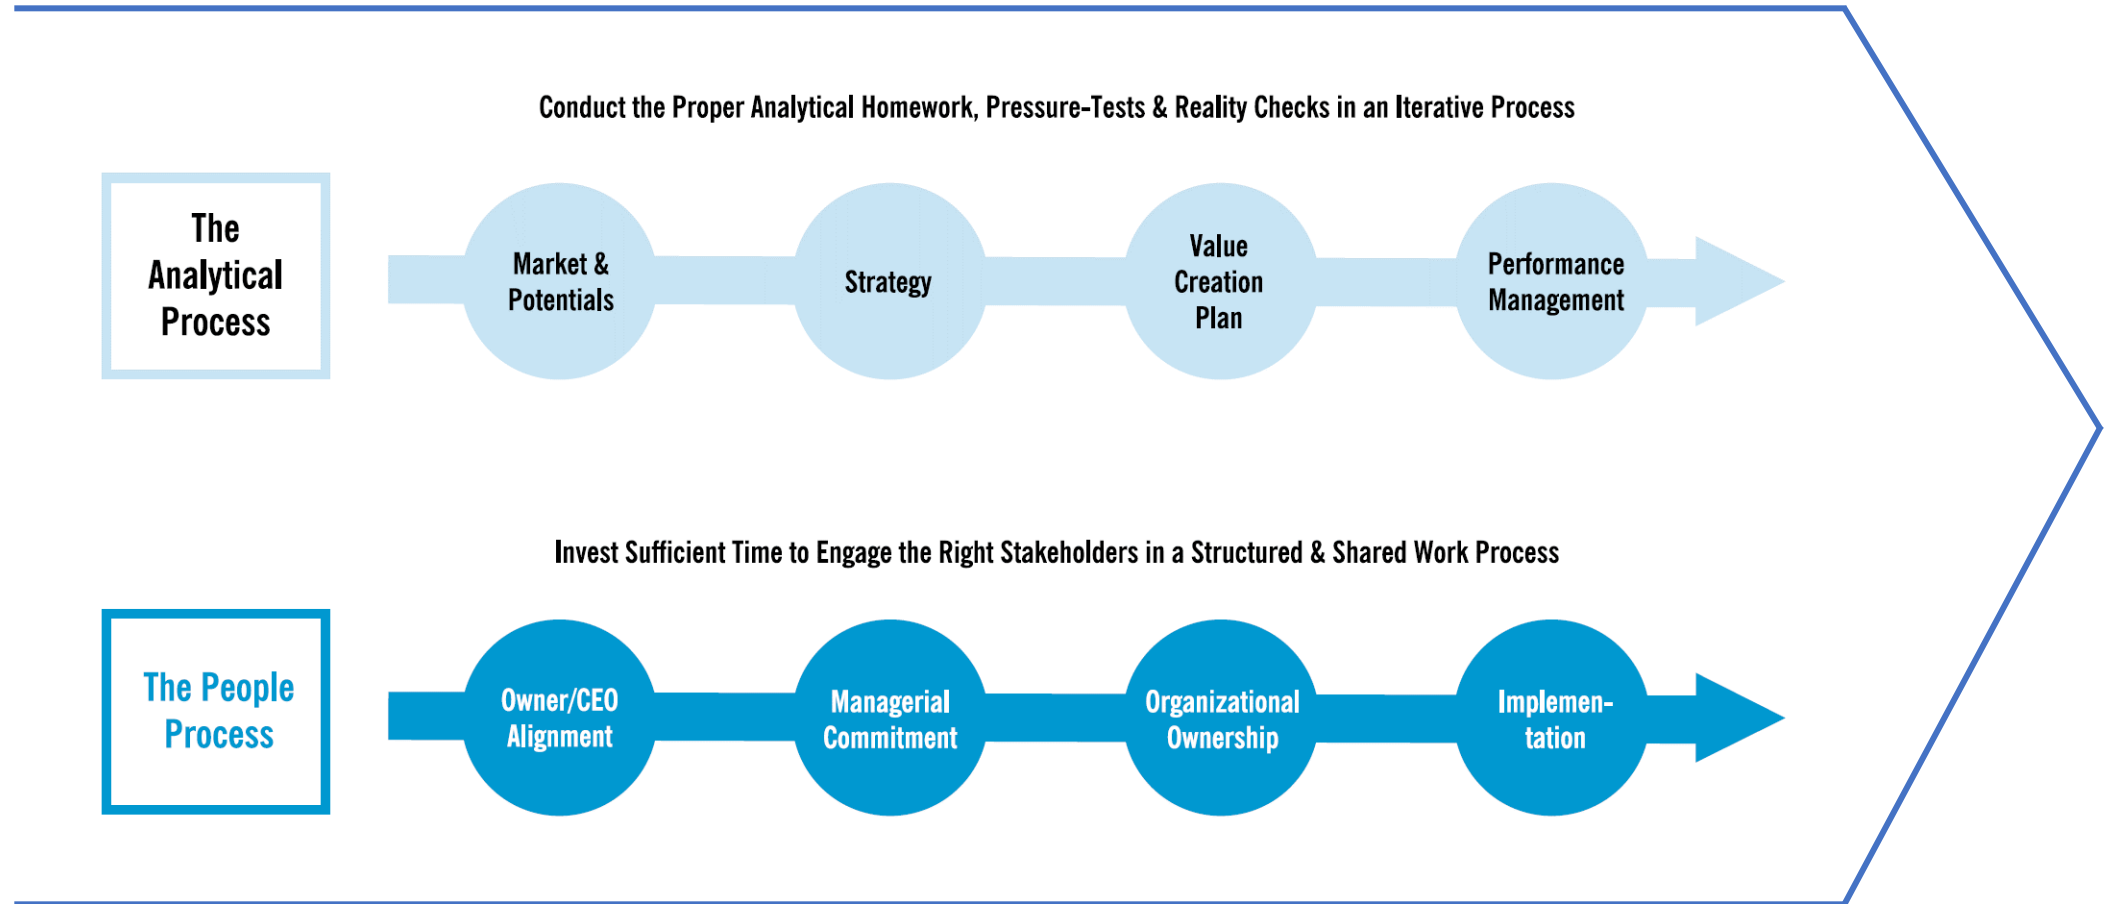 Conduct the Proper Analytical Homework, Pressure-Tests & Reality Checks in an Iterative Process
The
Analytical
Process
Market &
Potentials
Strategy
Value
Creation
Plan
Performance
Management
Invest Sufficient Time to Engage the Right Stakeholders in a Structured & Shared Work Process
The People
Process
Owner/CEO
Alignment
Managerial
Commitment
Organizational
Ownership
Implemen-
tation